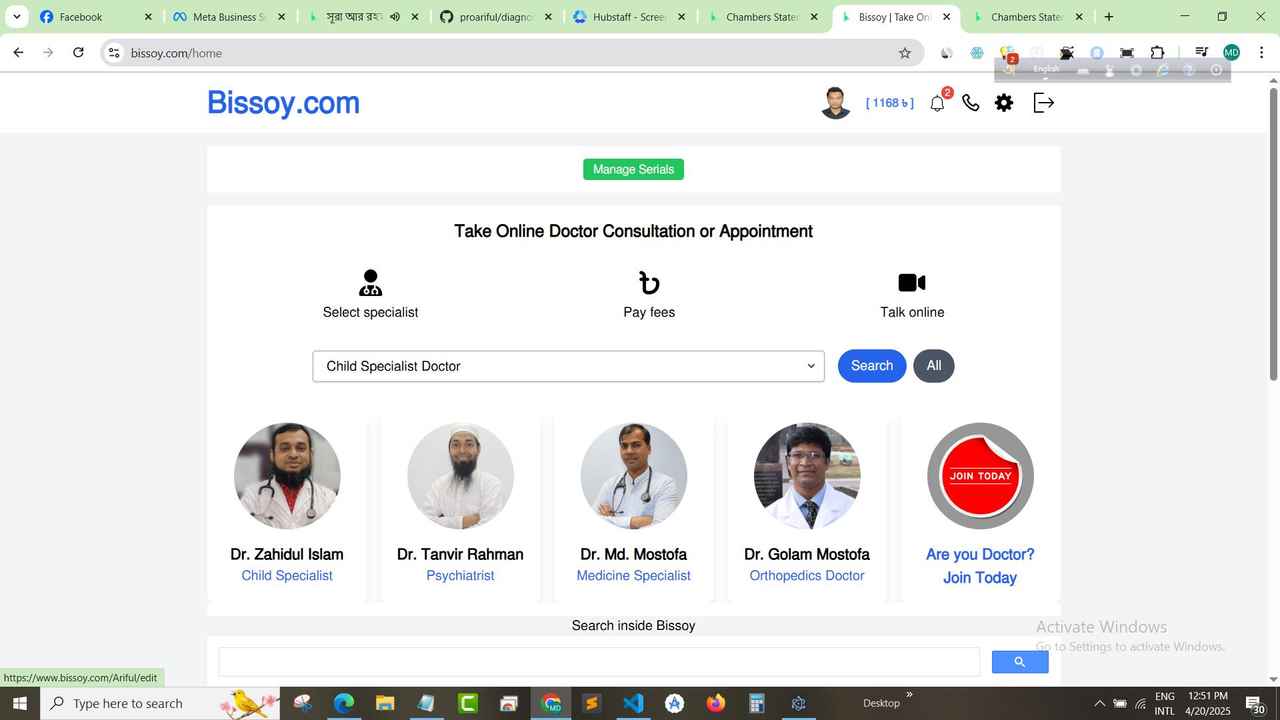 Facebook
Meta Business S
সূরা আর রহ
proariful/diagno
Hubstaff - Scree
Chambers State
Bissoy | Take On
Chambers State
bissoy.com/home
MD
2
English
Bissoy.com
[ 1168 ৳ ]
2
Manage Serials
Take Online Doctor Consultation or Appointment
Select specialist
Pay fees
Talk online
Child Specialist Doctor
Search
All
JOIN TODAY
Dr. Zahidul Islam
Dr. Tanvir Rahman
Dr. Md. Mostofa
Dr. Golam Mostofa
Are you Doctor?
Child Specialist
Psychiatrist
Medicine Specialist
Orthopedics Doctor
Join Today
Search inside Bissoy
Activate Windows
Go to Settings to activate Windows.
https://www.bissoy.com/Ariful/edit
Type here to search
Desktop
ENG
INTL
12:51 PM
4/20/2025
30